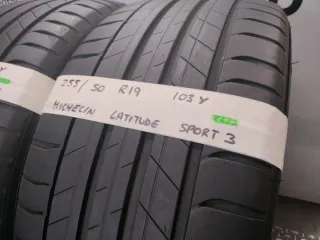 255/50 R19 103Y
MICHELIN LATITUDE SPORT 3